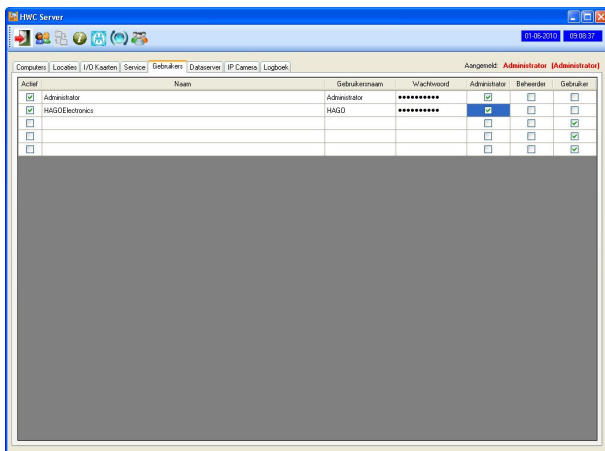 HWC Server
01-06-2010 09:08:37
Computers Locaties I/O Kaarten Service Gebruikers Dataserver IP Camera Logboek Aangemeld: Administrator (Administrator)
Actief Naam Gebruikersnaam Wachtwoord Administrator Beheerder Gebruiker
Administrator Administrator ●●●●●●●●●●
HAGOElectronics HAGO ●●●●●●●●●●